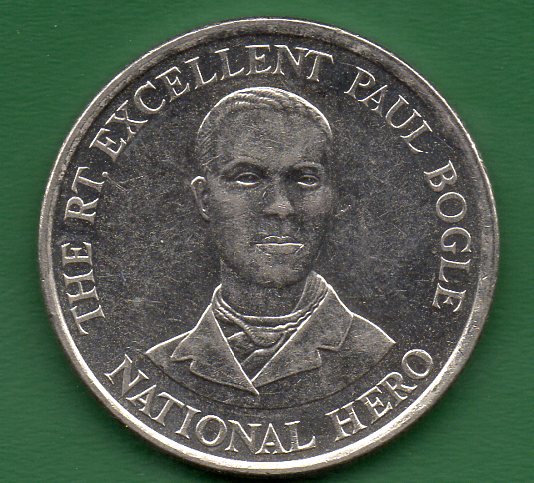 THE RT. EXCELLENT PAUL BOGLE
NATIONAL HERO